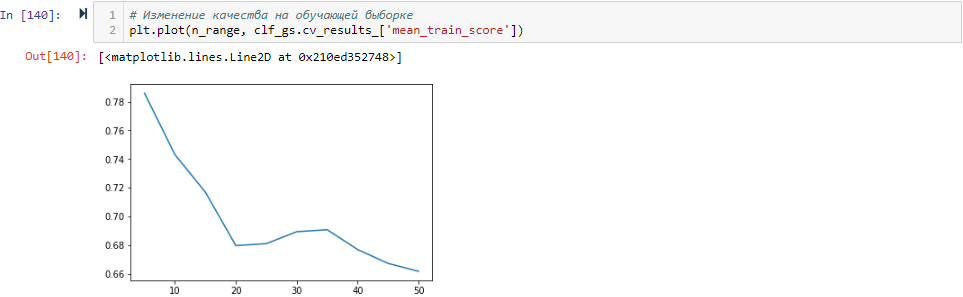 In [140]:
1 # Изменение качества на обучающей выборке
2 plt.plot(n_range, clf_gs.cv_results_['mean_train_score'])
Out[140]: [<matplotlib.lines.Line2D at 0x210ed352748>]
0.78
0.76
0.74
0.72
0.70
0.68
0.66
10 20 30 40 50